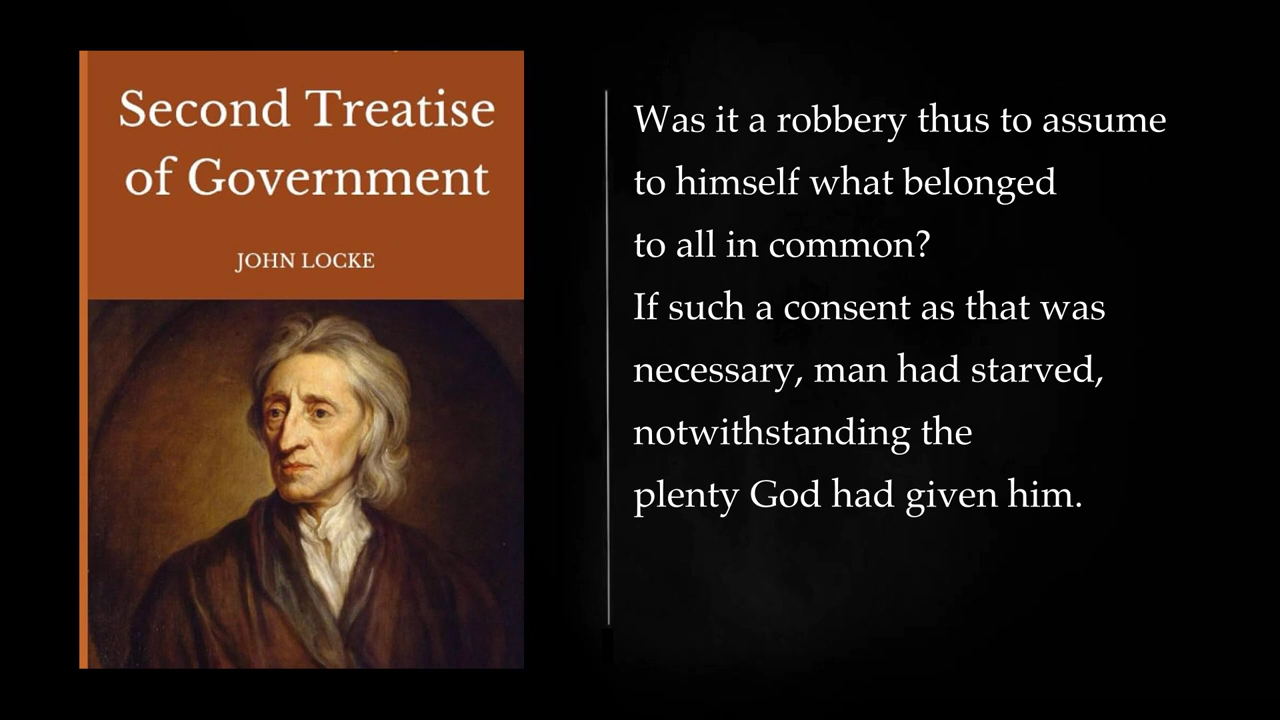 Second Treatise
of Government
JOHN LOCKE
Was it a robbery thus to assume
to himself what belonged
to all in common?
If such a consent as that was
necessary, man had starved,
notwithstanding the
plenty God had given him.